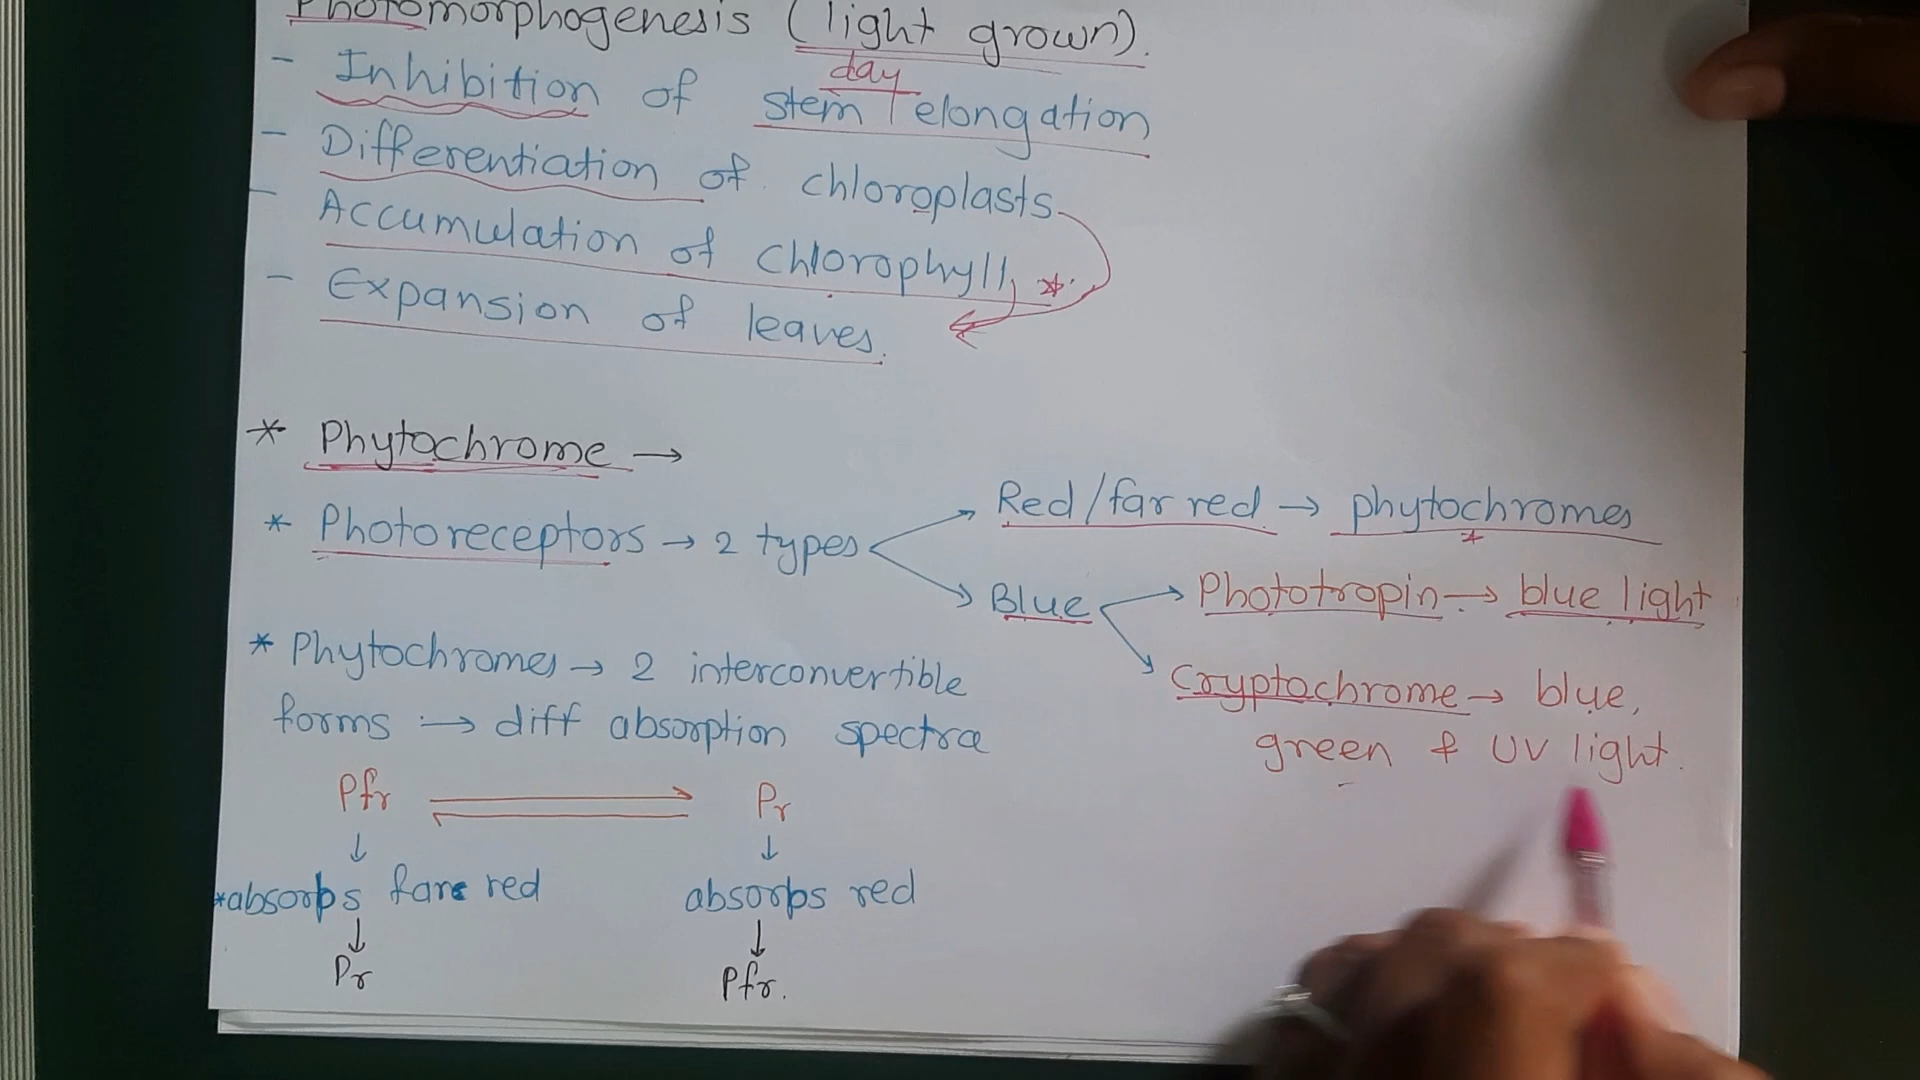 Photomorphogenesis (light grown).
day
- Inhibition of stem elongation
- Differentiation of chloroplasts
- Accumulation of chlorophyll *
- Expansion of leaves.
* Phytochrome →
* Photoreceptors → 2 types
Red/far red → phytochromes
*
Blue
Phototropin → blue light
Cryptochrome → blue,
green & UV light.
* Phytochromes → 2 interconvertible
forms → diff absorption spectra
Pfr ⇌ Pr
↓ ↓
*absorbs fare red absorbs red
↓ ↓
Pr Pfr.